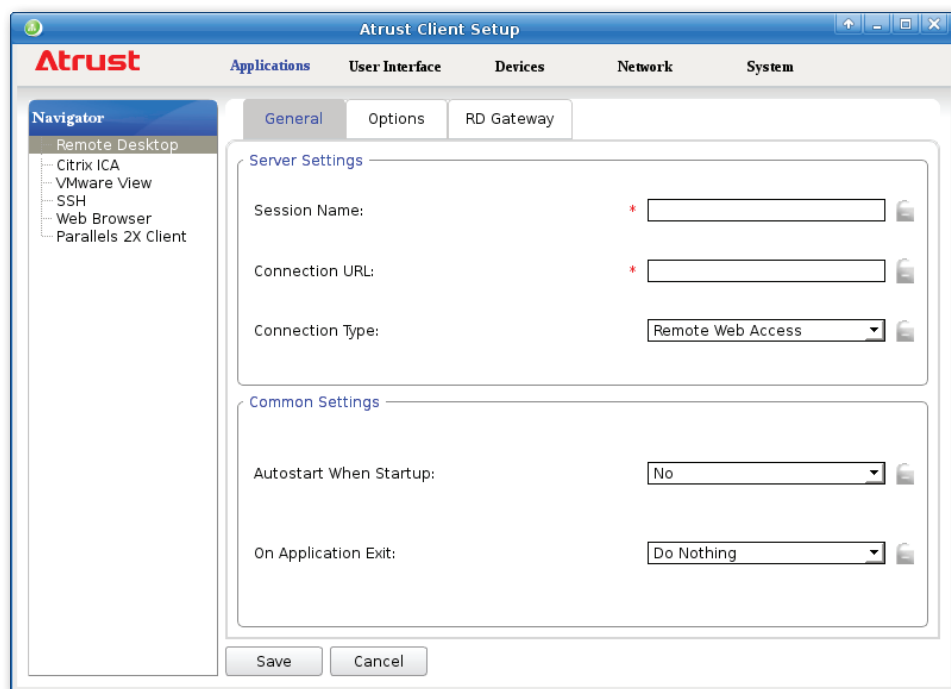 Atrust Client Setup
Atrust
Applications User Interface Devices Network System
Navigator
Remote Desktop
Citrix ICA
VMware View
SSH
Web Browser
Parallels 2X Client
General Options RD Gateway
Server Settings
Session Name: *
Connection URL: *
Connection Type: Remote Web Access
Common Settings
Autostart When Startup: No
On Application Exit: Do Nothing
Save Cancel